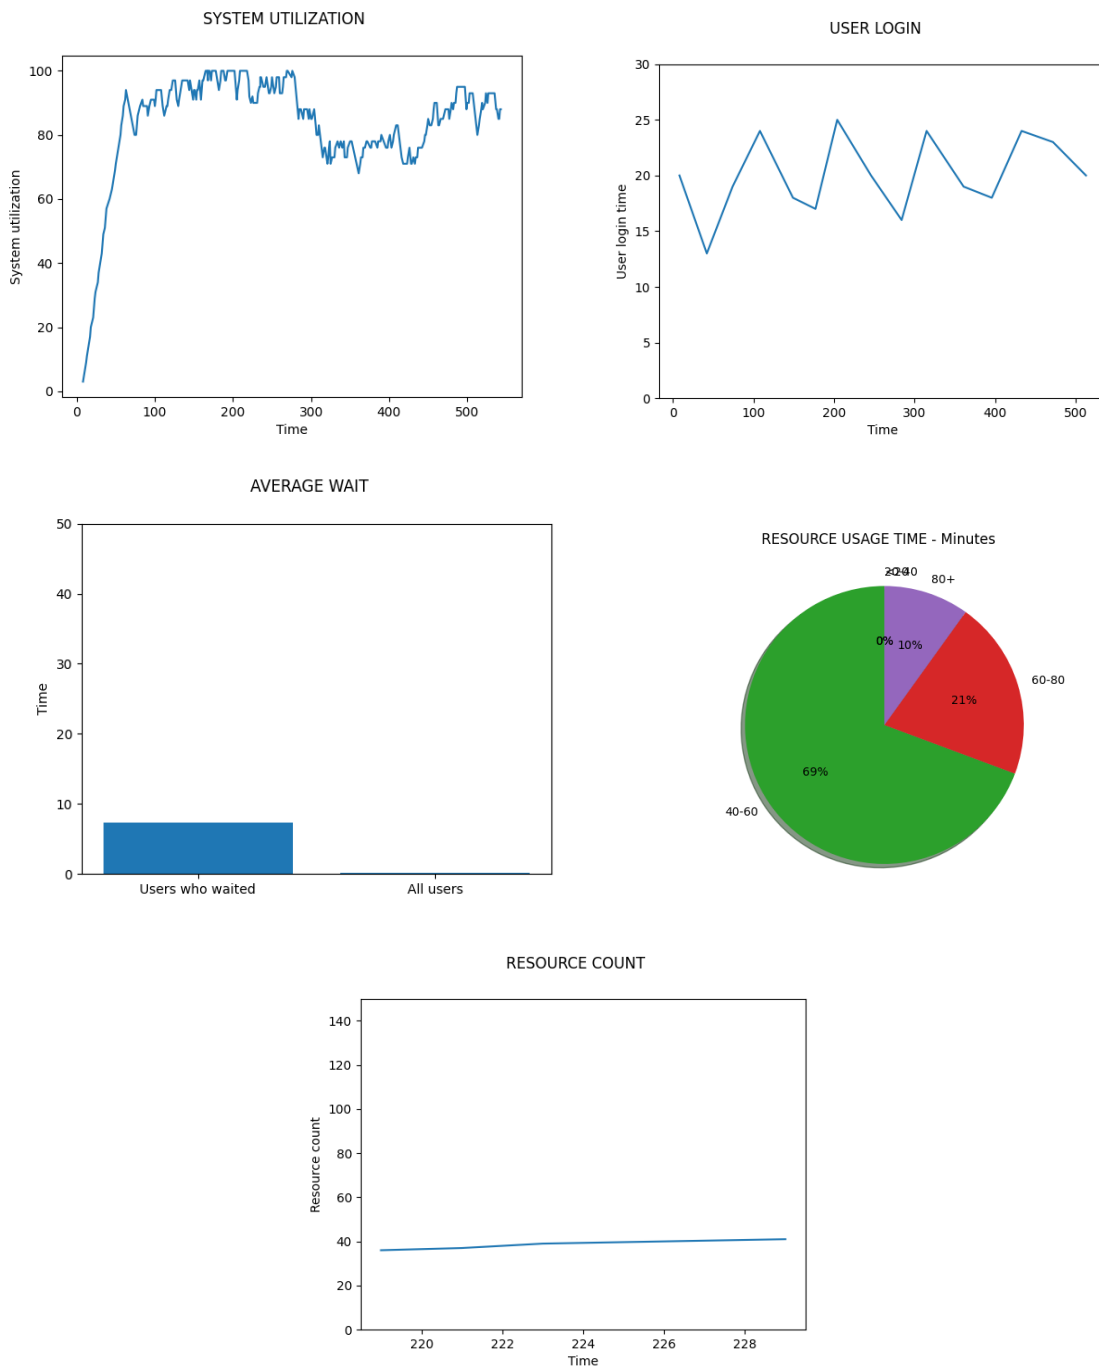 SYSTEM UTILIZATION
100
80
60
40
20
0
System utilization
0 100 200 300 400 500
Time
USER LOGIN
30
25
20
15
10
5
0
User login time
0 100 200 300 400 500
Time
AVERAGE WAIT
50
40
30
20
10
0
Time
Users who waited All users
RESOURCE USAGE TIME - Minutes
80+
0% 10%
60-80
21%
69%
40-60
RESOURCE COUNT
140
120
100
80
60
40
20
0
Resource count
220 222 224 226 228
Time